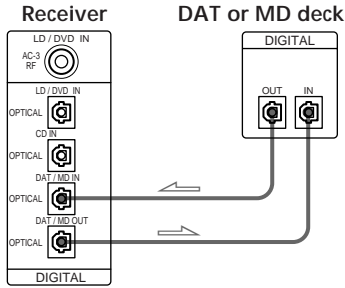 Receiver
DAT or MD deck
LD / DVD IN
AC-3
RF
LD / DVD IN
OPTICAL
CD IN
OPTICAL
DAT / MD IN
OPTICAL
DAT / MD OUT
OPTICAL
DIGITAL
DIGITAL
OUT
IN